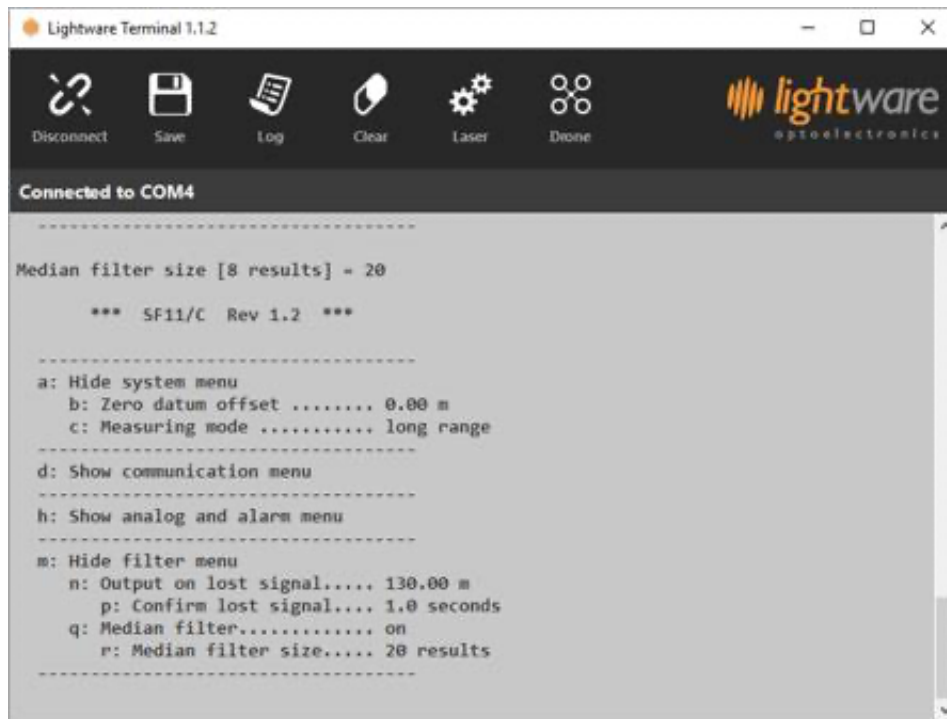 Lightware Terminal 1.1.2
Disconnect Save Log Clear Laser Drone
lightware
optoelectronics
Connected to COM4
------------------------------------
Median filter size [8 results] = 20
*** SF11/C Rev 1.2 ***
------------------------------------
a: Hide system menu
b: Zero datum offset ........ 0.00 m
c: Measuring mode ........... long range
------------------------------------
d: Show communication menu
------------------------------------
h: Show analog and alarm menu
------------------------------------
m: Hide filter menu
n: Output on lost signal..... 130.00 m
p: Confirm lost signal.... 1.0 seconds
q: Median filter............. on
r: Median filter size..... 20 results
------------------------------------